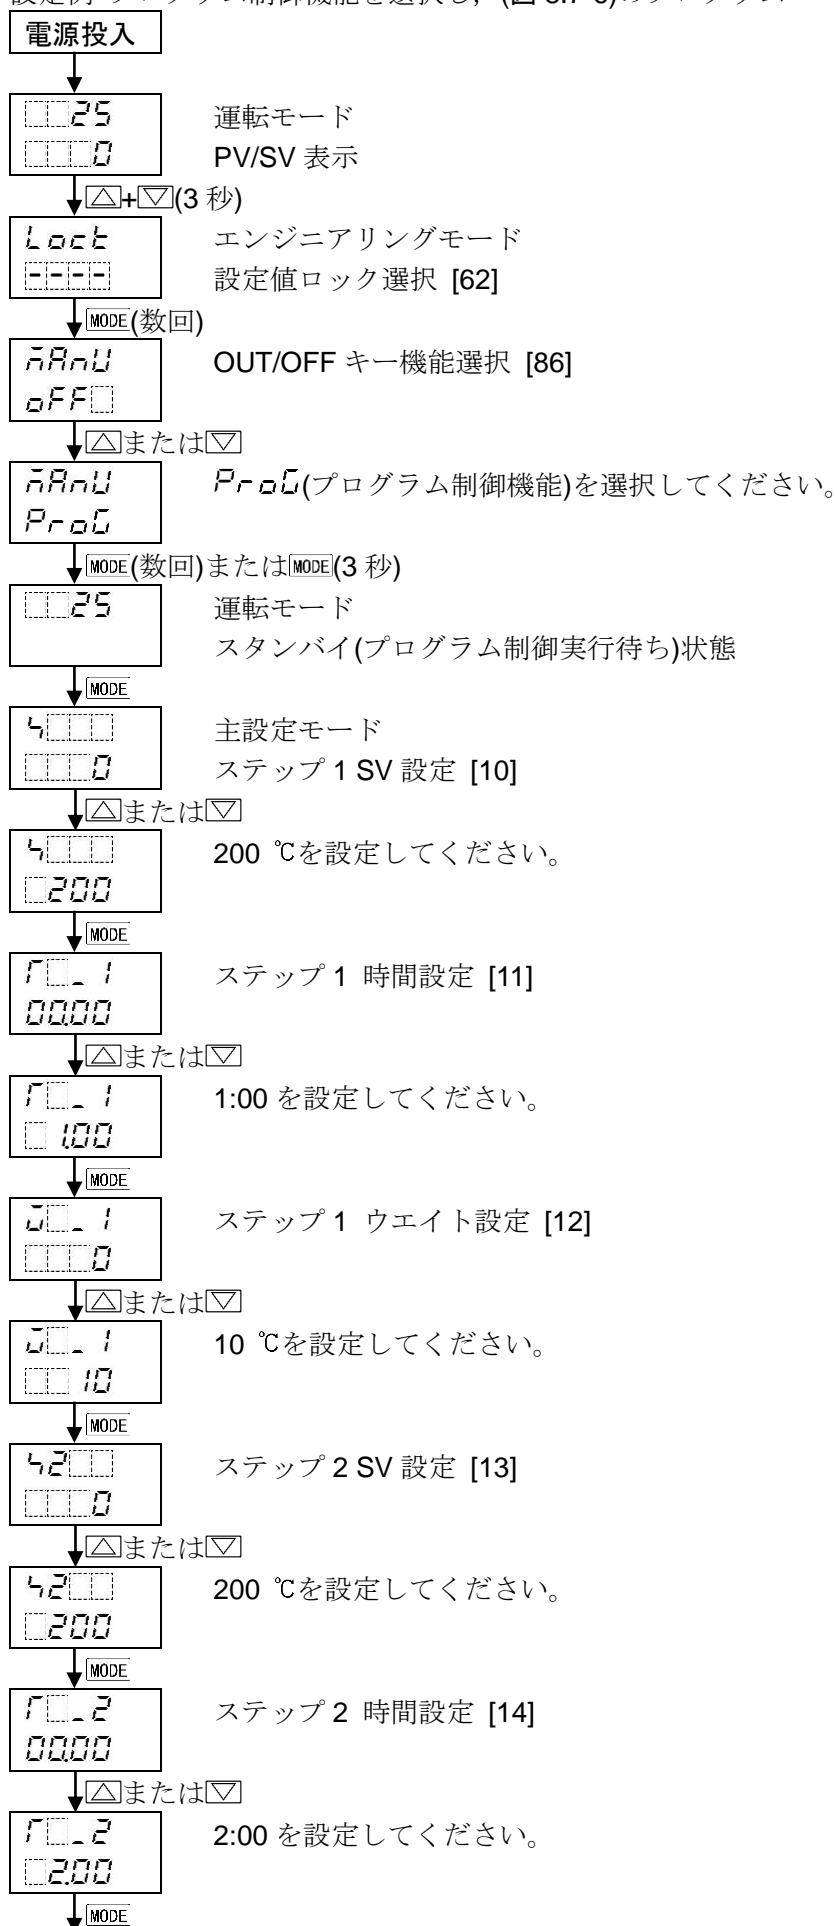 電源投入
25 運転モード
0 PV/SV 表示
△+▽(3 秒)
Lock エンジニアリングモード
---- 設定値ロック選択 [62]
MODE(数回)
MANU OUT/OFF キー機能選択 [86]
oFF
△または▽
MANU ProG(プログラム制御機能)を選択してください。
ProG
MODE(数回)またはMODE(3 秒)
25 運転モード
スタンバイ(プログラム制御実行待ち)状態
MODE
S 主設定モード
0 ステップ 1 SV 設定 [10]
△または▽
S 200 ℃を設定してください。
200
MODE
T _ 1 ステップ 1 時間設定 [11]
00.00
△または▽
T _ 1 1:00 を設定してください。
1.00
MODE
W _ 1 ステップ 1 ウエイト設定 [12]
0
△または▽
W _ 1 10 ℃を設定してください。
10
MODE
S2 ステップ 2 SV 設定 [13]
0
△または▽
S2 200 ℃を設定してください。
200
MODE
T _ 2 ステップ 2 時間設定 [14]
00.00
△または▽
T _ 2 2:00 を設定してください。
2.00
MODE